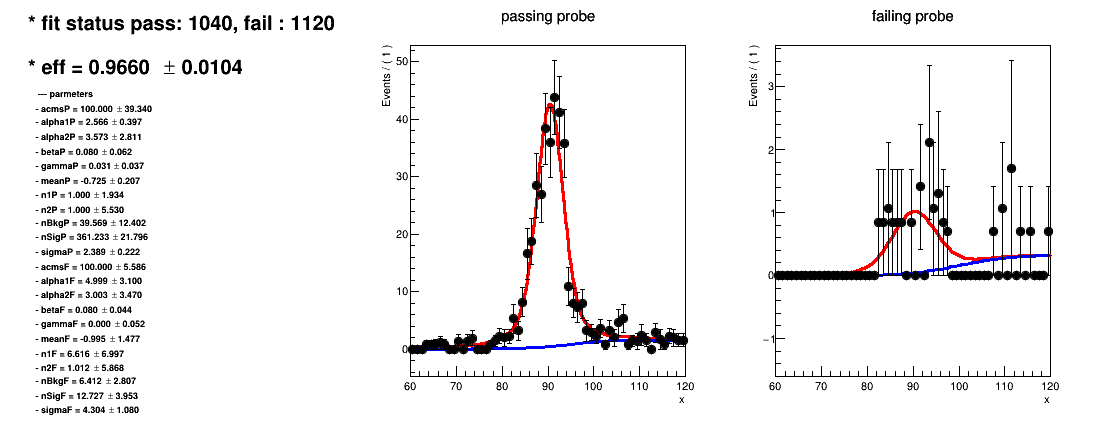 * fit status pass: 1040, fail : 1120
* eff = 0.9660 ± 0.0104
--- parmeters
- acmsP = 100.000 ± 39.340
- alpha1P = 2.566 ± 0.397
- alpha2P = 3.573 ± 2.811
- betaP = 0.080 ± 0.062
- gammaP = 0.031 ± 0.037
- meanP = -0.725 ± 0.207
- n1P = 1.000 ± 1.934
- n2P = 1.000 ± 5.530
- nBkgP = 39.569 ± 12.402
- nSigP = 361.233 ± 21.796
- sigmaP = 2.389 ± 0.222
- acmsF = 100.000 ± 5.586
- alpha1F = 4.999 ± 3.100
- alpha2F = 3.003 ± 3.470
- betaF = 0.080 ± 0.044
- gammaF = 0.000 ± 0.052
- meanF = -0.995 ± 1.477
- n1F = 6.616 ± 6.997
- n2F = 1.012 ± 5.868
- nBkgF = 6.412 ± 2.807
- nSigF = 12.727 ± 3.953
- sigmaF = 4.304 ± 1.080
passing probe
Events / ( 1 )
50
40
30
20
10
0
60 70 80 90 100 110 120
x
failing probe
Events / ( 1 )
3
2
1
0
−1
60 70 80 90 100 110 120
x